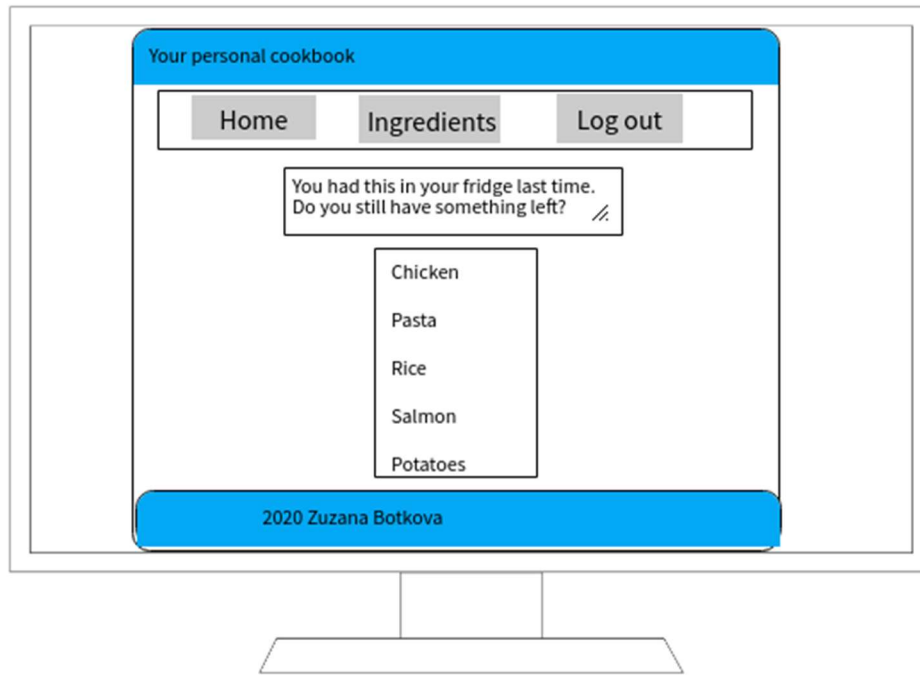 Your personal cookbook
Home Ingredients Log out
You had this in your fridge last time.
Do you still have something left?
Chicken
Pasta
Rice
Salmon
Potatoes
2020 Zuzana Botkova